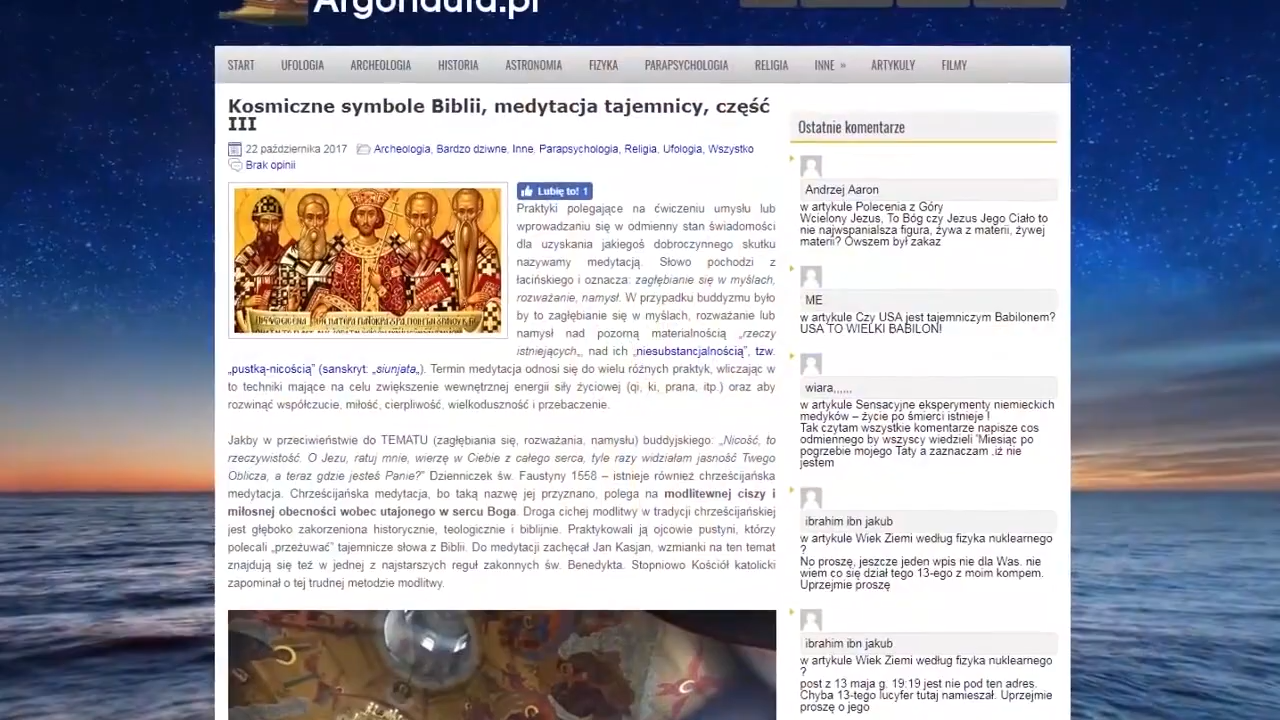 Argonauta.pl
START UFOLOGIA ARCHEOLOGIA HISTORIA ASTRONOMIA FIZYKA PARAPSYCHOLOGIA RELIGIA INNE » ARTYKUŁY FILMY
Kosmiczne symbole Biblii, medytacja tajemnicy, część
III
22 października 2017 Archeologia, Bardzo dziwne, Inne, Parapsychologia, Religia, Ufologia, Wszystko
Brak opinii
Lubię to! 1
Praktyki polegające na ćwiczeniu umysłu lub
wprowadzaniu się w odmienny stan świadomości
dla uzyskania jakiegoś dobroczynnego skutku
nazywamy medytacją. Słowo pochodzi z
łacińskiego i oznacza: zagłębianie się w myślach,
rozważanie, namysł. W przypadku buddyzmu było
by to zagłębianie się w myślach, rozważanie lub
namysł nad pozorną materialnością „rzeczy
istniejących„, nad ich „niesubstancjalnością”, tzw.
„pustką-nicością” (sanskryt. „siunjata„). Termin medytacja odnosi się do wielu różnych praktyk, wliczając w
to techniki mające na celu zwiększenie wewnętrznej energii siły życiowej (qi, ki, prana, itp.) oraz aby
rozwinąć współczucie, miłość, cierpliwość, wielkoduszność i przebaczenie.
Jakby w przeciwieństwie do TEMATU (zagłębiania się, rozważania, namysłu) buddyjskiego: „Nicość, to
rzeczywistość. O Jezu, ratuj mnie, wierzę w Ciebie z całego serca, tyle razy widziałam jasność Twego
Oblicza, a teraz gdzie jesteś Panie?” Dzienniczek św. Faustyny 1558 – istnieje również chrześcijańska
medytacja. Chrześcijańska medytacja, bo taką nazwę jej przyznano, polega na modlitewnej ciszy i
miłosnej obecności wobec utajonego w sercu Boga. Droga cichej modlitwy w tradycji chrześcijańskiej
jest głęboko zakorzeniona historycznie, teologicznie i biblijnie. Praktykowali ją ojcowie pustyni, którzy
polecali „przeżuwać” tajemnicze słowa z Biblii. Do medytacji zachęcał Jan Kasjan, wzmianki na ten temat
znajdują się też w jednej z najstarszych reguł zakonnych św. Benedykta. Stopniowo Kościół katolicki
zapominał o tej trudnej metodzie modlitwy.
Ostatnie komentarze
Andrzej Aaron
w artykule Polecenia z Góry
Wcielony Jezus, To Bóg czy Jezus Jego Ciało to
nie najwspanialsza figura, żywa z materii, żywej
materii? Owszem był zakaz
ME
w artykule Czy USA jest tajemniczym Babilonem?
USA TO WIELKI BABILON!
wiara,,,,,,
w artykule Sensacyjne eksperymenty niemieckich
medyków – życie po śmierci istnieje !
Tak czytam wszystkie komentarze napisze cos
odmiennego by wszyscy wiedzieli 'Miesiąc po
pogrzebie mojego Taty a zaznaczam ,iż nie
jestem
ibrahim ibn jakub
w artykule Wiek Ziemi według fizyka nuklearnego
?
No proszę, jeszcze jeden wpis nie dla Was. nie
wiem co się dział tego 13-ego z moim kompem.
Uprzejmie proszę
ibrahim ibn jakub
w artykule Wiek Ziemi według fizyka nuklearnego
?
post z 13 maja g. 19:19 jest nie pod ten adres.
Chyba 13-tego lucyfer tutaj namieszał. Uprzejmie
proszę o jego